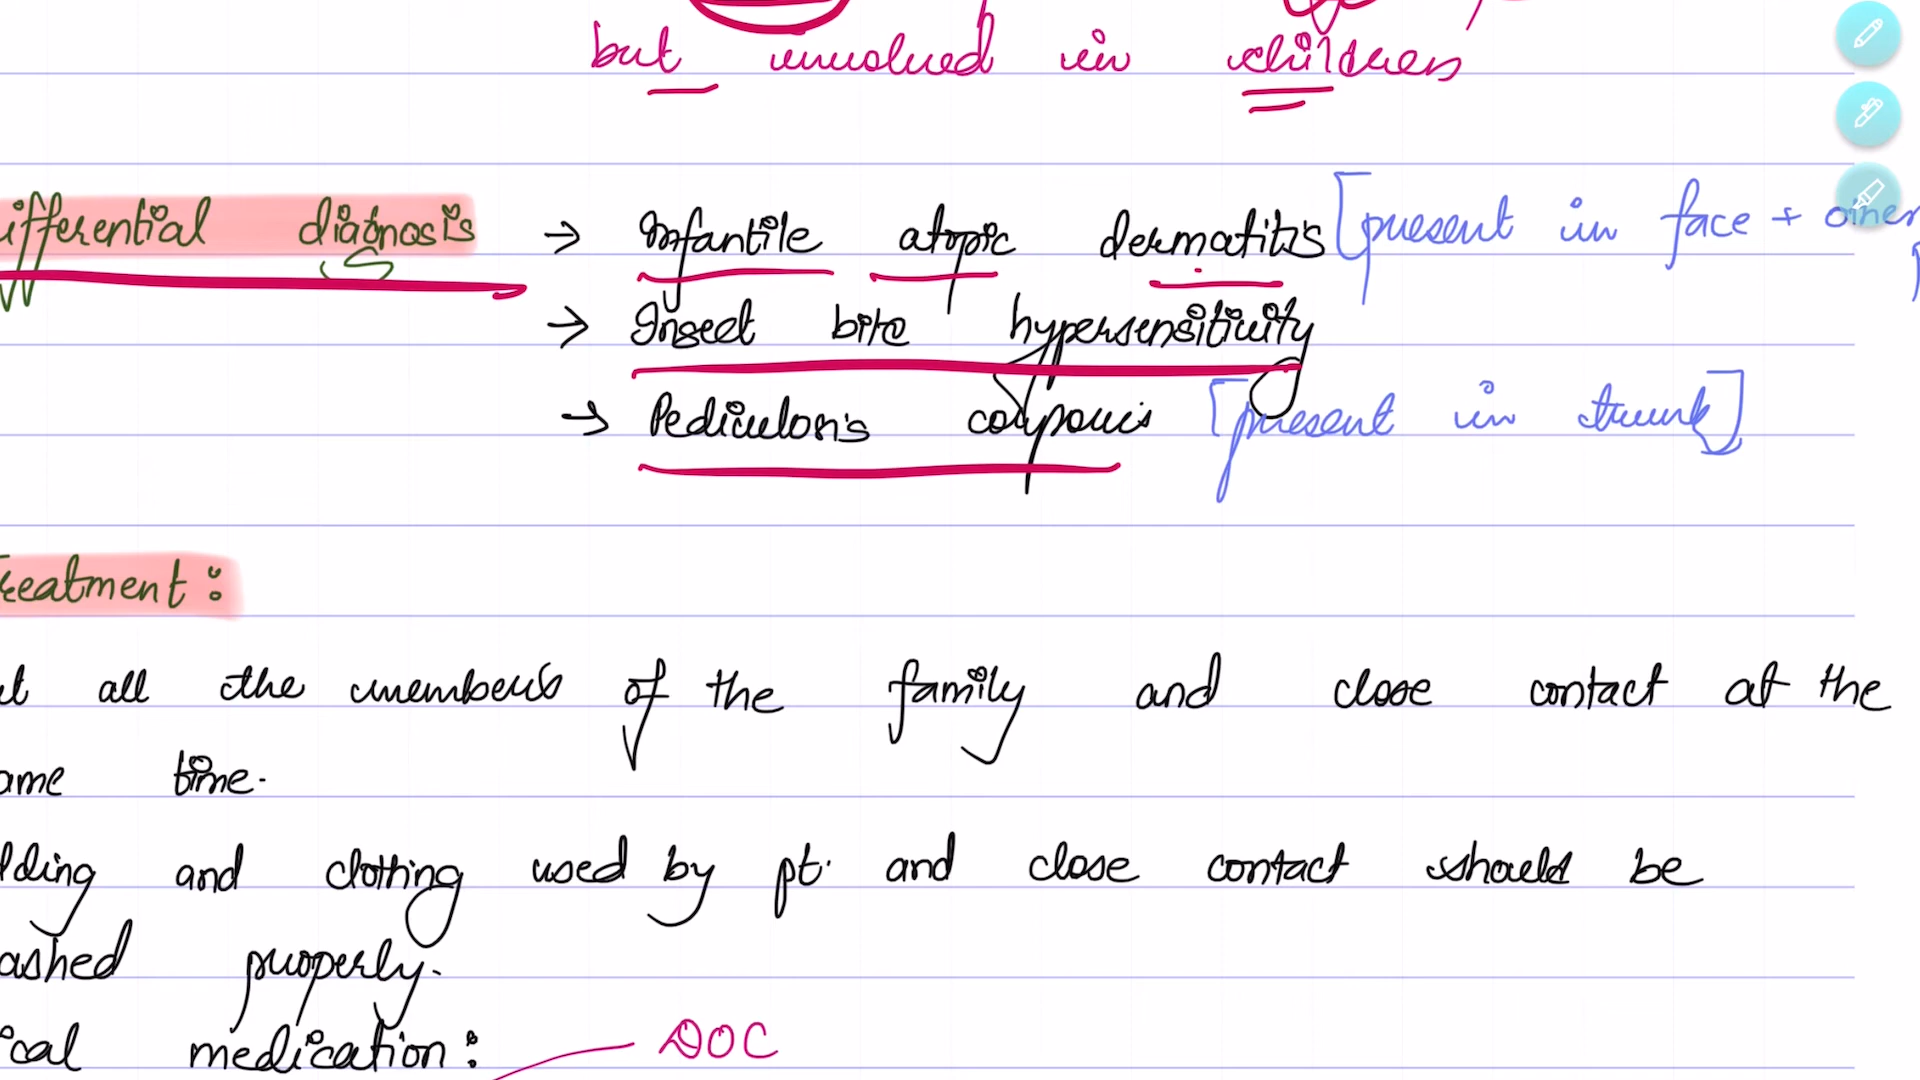 but involved in children
ifferential diagnosis → Infantile atopic dermatitis [present in face + other
→ Insect bite hypersensitivity
→ Pediculosis corporis [present in trunk]
reatment:
all the members of the family and close contact at the
ame time.
dding and clothing used by pt. and close contact should be
ashed properly.
ical medication: DOC